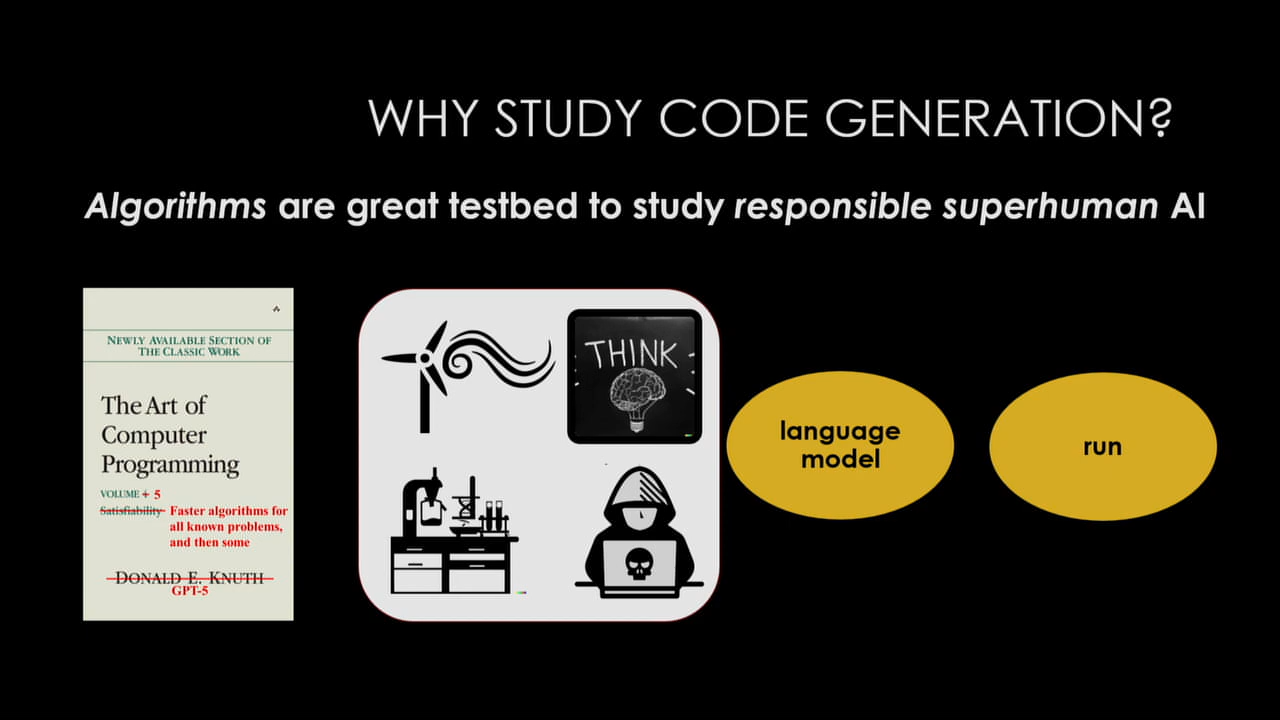 WHY STUDY CODE GENERATION?
Algorithms are great testbed to study responsible superhuman AI
NEWLY AVAILABLE SECTION OF
THE CLASSIC WORK
The Art of
Computer
Programming
VOLUME 4 5
Satisfiability Faster algorithms for
all known problems,
and then some
DONALD E. KNUTH
GPT-5
THINK
language
model
run